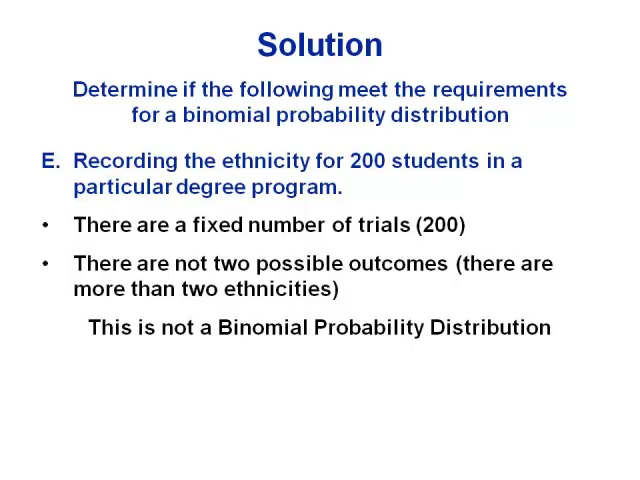 Solution
Determine if the following meet the requirements
for a binomial probability distribution
E. Recording the ethnicity for 200 students in a
particular degree program.
• There are a fixed number of trials (200)
• There are not two possible outcomes (there are
more than two ethnicities)
This is not a Binomial Probability Distribution